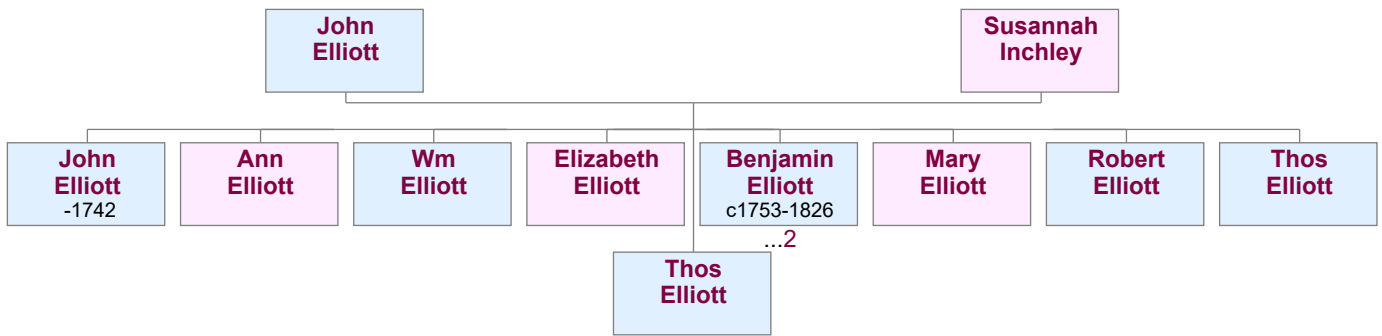 John
Elliott
Susannah
Inchley
John
Elliott
-1742
Ann
Elliott
Wm
Elliott
Elizabeth
Elliott
Benjamin
Elliott
c1753-1826
...2
Mary
Elliott
Robert
Elliott
Thos
Elliott
Thos
Elliott